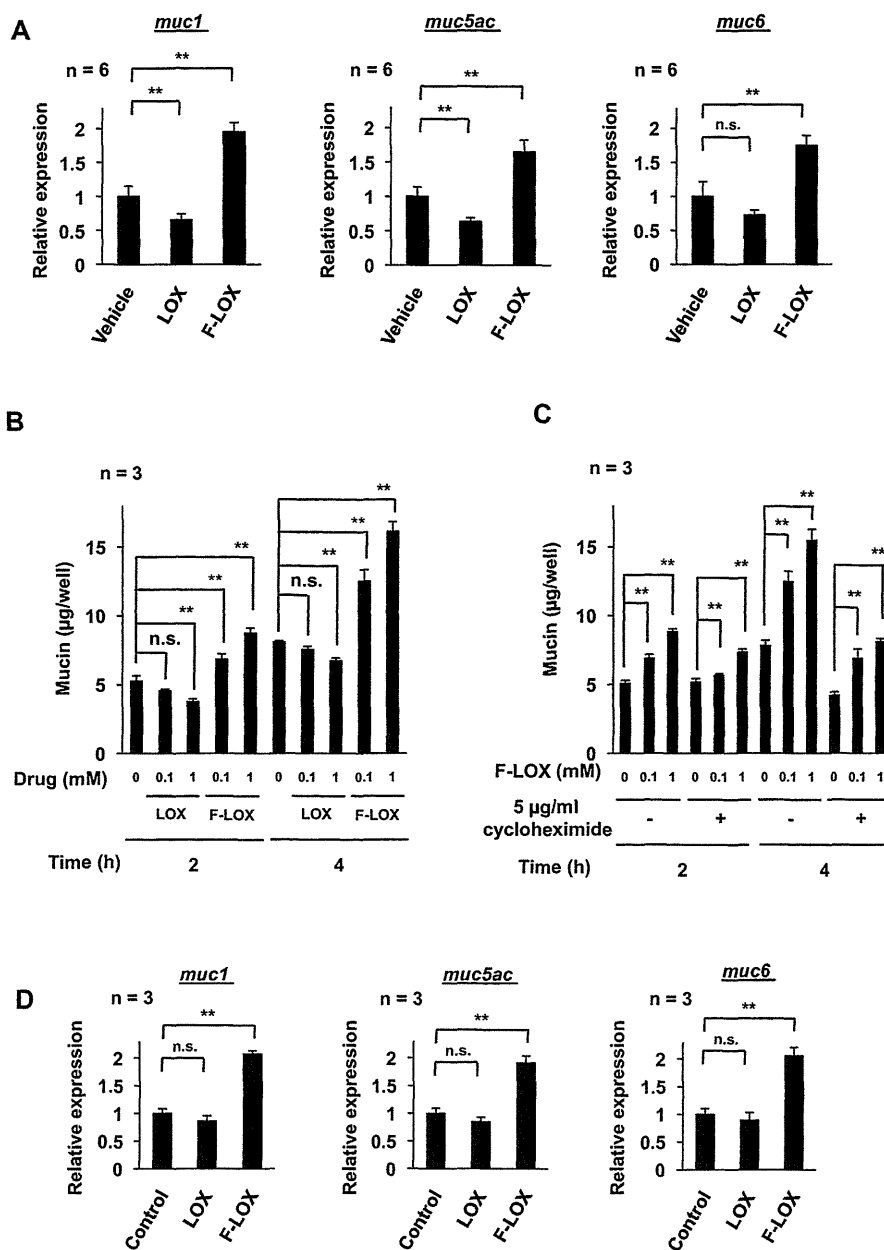 A
muc1
n = 6
**
**
Relative expression
2
1.5
1
0.5
0
Vehicle
LOX
F-LOX
muc5ac
n = 6
**
**
Relative expression
2
1.5
1
0.5
0
Vehicle
LOX
F-LOX
muc6
n = 6
**
n.s.
Relative expression
2
1.5
1
0.5
0
Vehicle
LOX
F-LOX
B
n = 3
**
**
**
n.s.
**
**
**
n.s.
Mucin (µg/well)
15
10
5
0
Drug (mM) 0 0.1 1 0.1 1 0 0.1 1 0.1 1
LOX F-LOX LOX F-LOX
Time (h) 2 4
C
n = 3
**
**
**
**
**
**
**
**
Mucin (µg/well)
15
10
5
0
F-LOX (mM) 0 0.1 1 0 0.1 1 0 0.1 1 0 0.1 1
5 µg/ml
cycloheximide - + - +
Time (h) 2 4
D
muc1
n = 3
**
n.s.
Relative expression
2
1.5
1
0.5
0
Control
LOX
F-LOX
muc5ac
n = 3
**
n.s.
Relative expression
2
1.5
1
0.5
0
Control
LOX
F-LOX
muc6
n = 3
**
n.s.
Relative expression
2
1.5
1
0.5
0
Control
LOX
F-LOX